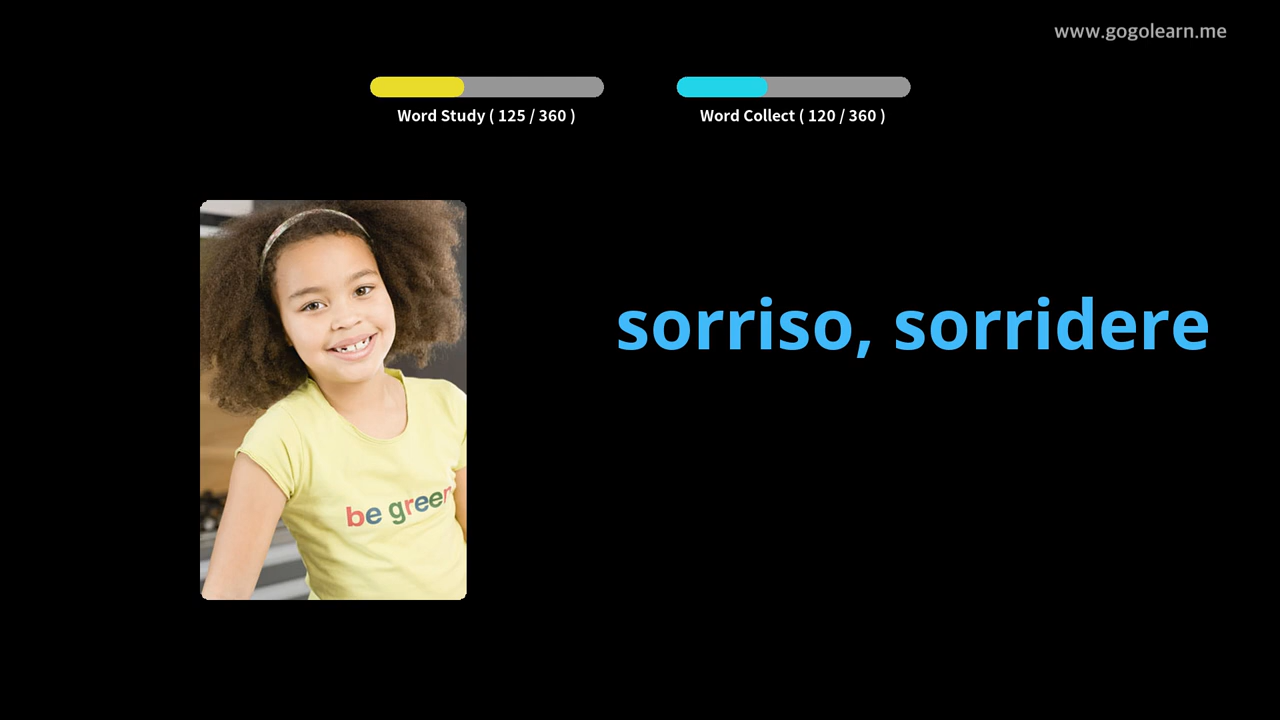 www.gogolearn.me
Word Study ( 125 / 360 )
Word Collect ( 120 / 360 )
sorriso, sorridere
be green